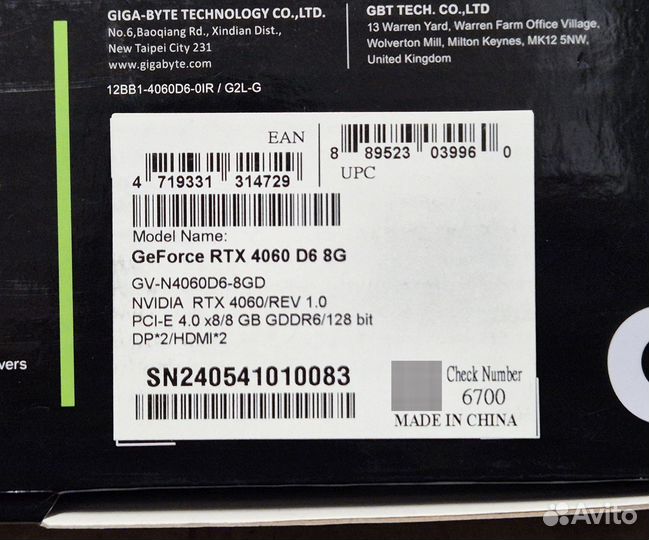 GIGA-BYTE TECHNOLOGY CO.,LTD.
No.6,Baoqiang Rd., Xindian Dist.,
New Taipei City 231
www.gigabyte.com
GBT TECH. CO.,LTD
13 Warren Yard, Warren Farm Office Village,
Wolverton Mill, Milton Keynes, MK12 5NW,
United Kingdom
12BB1-4060D6-0IR / G2L-G
EAN
4 719331 314729
8 89523 03996 0
UPC
Model Name:
GeForce RTX 4060 D6 8G
GV-N4060D6-8GD
NVIDIA RTX 4060/REV 1.0
PCI-E 4.0 x8/8 GB GDDR6/128 bit
DP*2/HDMI*2
SN240541010083
Check Number
6700
MADE IN CHINA
vers
Avito